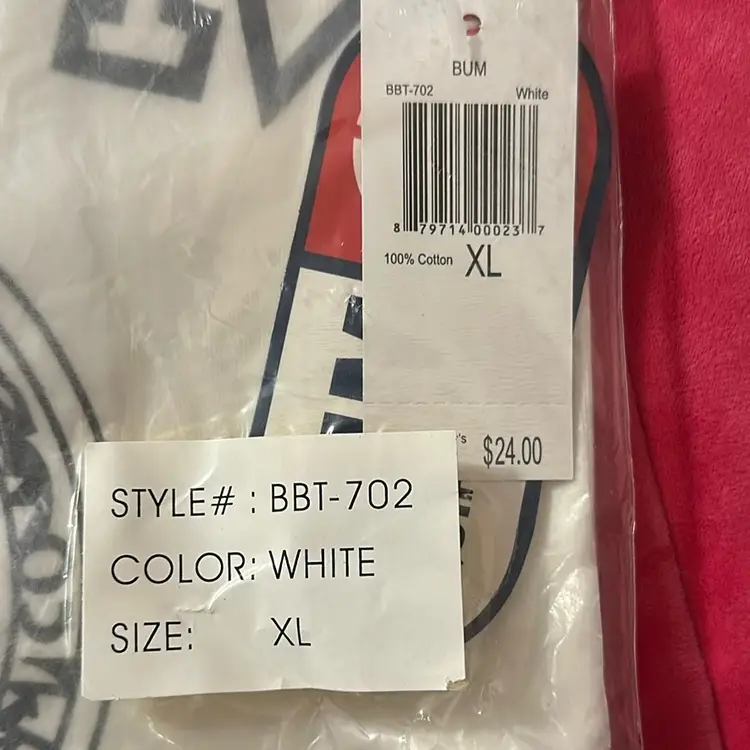 BUM
BBT-702 White
8 79714 00023 7
100% Cotton XL
's $24.00
STYLE# : BBT-702
COLOR: WHITE
SIZE: XL